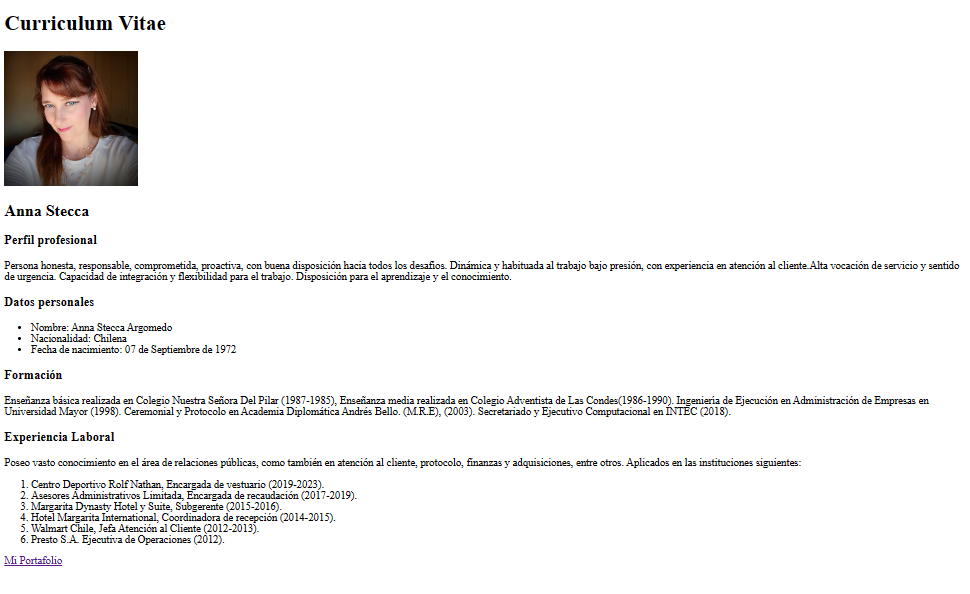 Curriculum Vitae
Anna Stecca
Perfil profesional
Persona honesta, responsable, comprometida, proactiva, con buena disposición hacia todos los desafíos. Dinámica y habituada al trabajo bajo presión, con experiencia en atención al cliente.Alta vocación de servicio y sentido
de urgencia. Capacidad de integración y flexibilidad para el trabajo. Disposición para el aprendizaje y el conocimiento.
Datos personales
• Nombre: Anna Stecca Argomedo
• Nacionalidad: Chilena
• Fecha de nacimiento: 07 de Septiembre de 1972
Formación
Enseñanza básica realizada en Colegio Nuestra Señora Del Pilar (1987-1985), Enseñanza media realizada en Colegio Adventista de Las Condes(1986-1990). Ingeniería de Ejecución en Administración de Empresas en
Universidad Mayor (1998). Ceremonial y Protocolo en Academia Diplomática Andrés Bello. (M.R.E), (2003). Secretariado y Ejecutivo Computacional en INTEC (2018).
Experiencia Laboral
Poseo vasto conocimiento en el área de relaciones públicas, como también en atención al cliente, protocolo, finanzas y adquisiciones, entre otros. Aplicados en las instituciones siguientes:
1. Centro Deportivo Rolf Nathan, Encargada de vestuario (2019-2023).
2. Asesores Administrativos Limitada, Encargada de recaudación (2017-2019).
3. Margarita Dynasty Hotel y Suite, Subgerente (2015-2016).
4. Hotel Margarita International, Coordinadora de recepción (2014-2015).
5. Walmart Chile, Jefa Atención al Cliente (2012-2013).
6. Presto S.A. Ejecutiva de Operaciones (2012).
Mi Portafolio